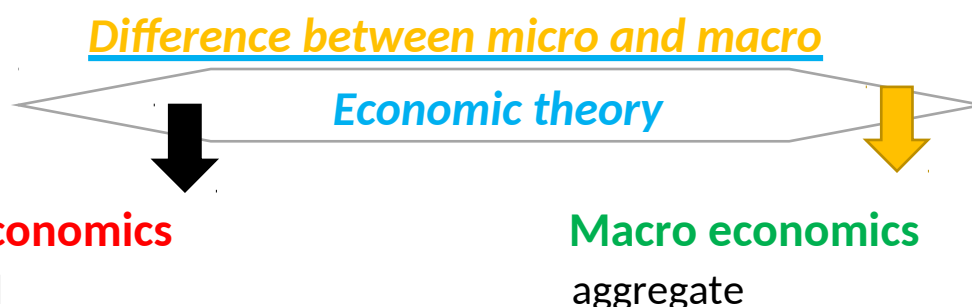 Difference between micro and macro
Economic theory
conomics Macro economics
aggregate